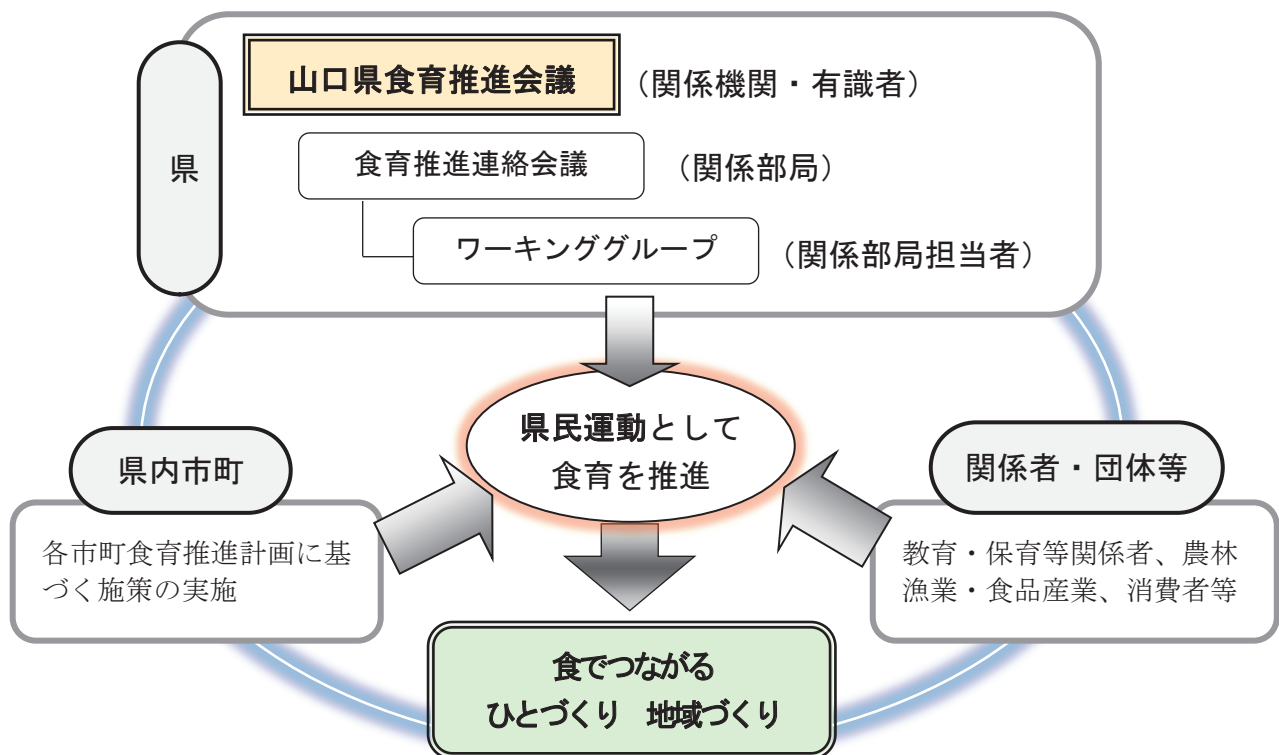 県
山口県食育推進会議
（関係機関・有識者）
食育推進連絡会議
（関係部局）
ワーキンググループ
（関係部局担当者）
県民運動として
食育を推進
県内市町
各市町食育推進計画に基
づく施策の実施
関係者・団体等
教育・保育等関係者、農林
漁業・食品産業、消費者等
食でつながる
ひとづくり　地域づくり